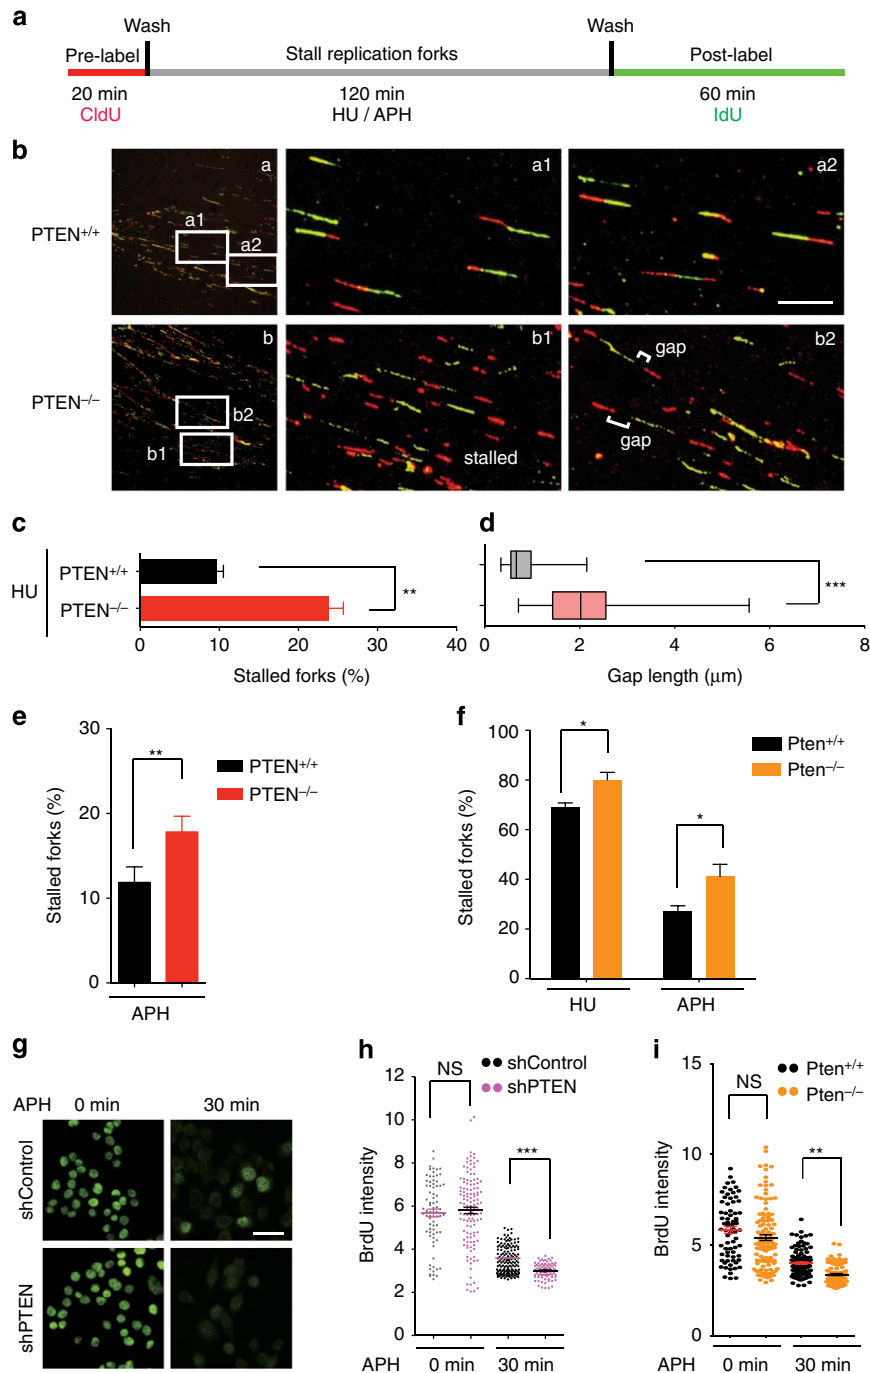 a
Wash Wash
Pre-label Stall replication forks Post-label
20 min 120 min 60 min
CldU HU / APH IdU
b
a a1 a2
a1
a2
PTEN+/+
b b1 b2
gap
b2
PTEN–/–
b1
gap
stalled
c d
HU
PTEN+/+
**
***
PTEN–/–
0 10 20 30 40
0 2 4 6 8
Stalled forks (%)
Gap length (μm)
e
30
20
10
0
Stalled forks (%)
**
PTEN+/+
PTEN–/–
APH
f
100
80
60
40
20
0
Stalled forks (%)
*
*
Pten+/+
Pten–/–
HU APH
g
APH 0 min 30 min
shControl
shPTEN
h
shControl
shPTEN
12
10
8
6
4
2
0
BrdU intensity
NS
***
APH 0 min 30 min
i
Pten+/+
Pten–/–
15
10
5
0
BrdU intensity
NS
**
APH 0 min 30 min